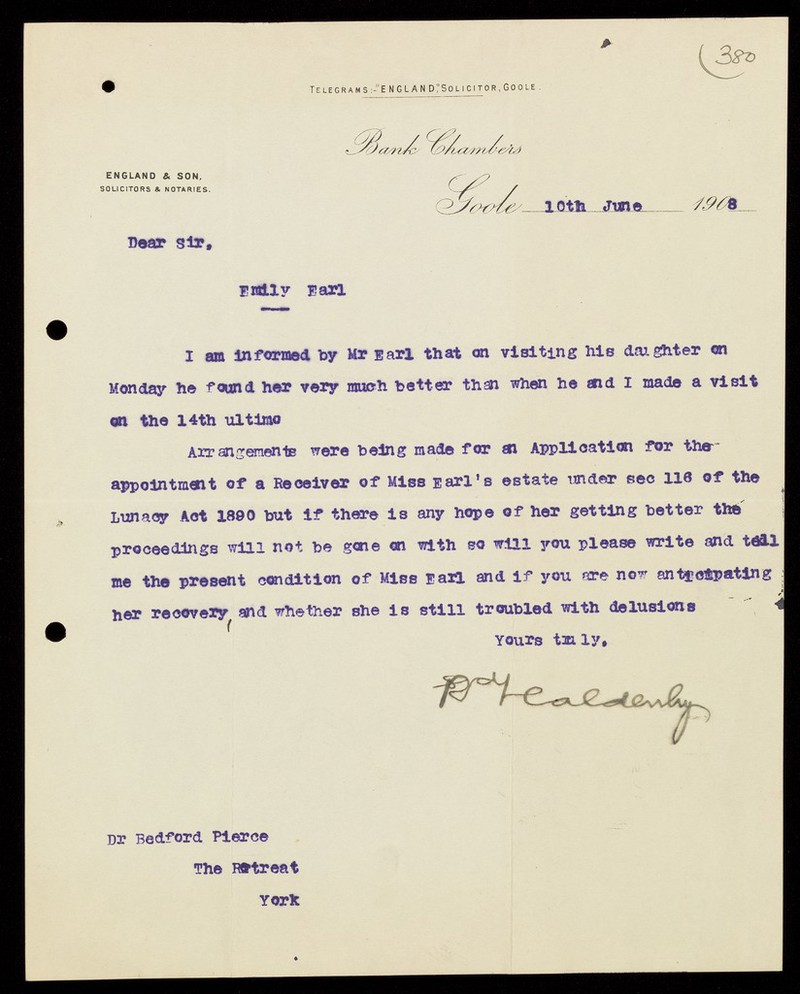 380
TELEGRAMS:-"ENGLAND," SOLICITOR, GOOLE.
Bank Chambers
ENGLAND & SON,
SOLICITORS & NOTARIES.
Goole 10th June 1908
Dear Sir,
Emily Earl
I am informed by Mr Earl that on visiting his daughter on
Monday he found her very much better than when he and I made a visit
on the 14th ultimo
Arrangements were being made for an Application for the
appointment of a Receiver of Miss Earl's estate under sec 116 of the
Lunacy Act 1890 but if there is any hope of her getting better the
proceedings will not be gone on with so will you please write and tell
me the present condition of Miss Earl and if you are now anticipating
her recovery, and whether she is still troubled with delusions
Yours truly,
Dr Bedford Pierce
The Retreat
York